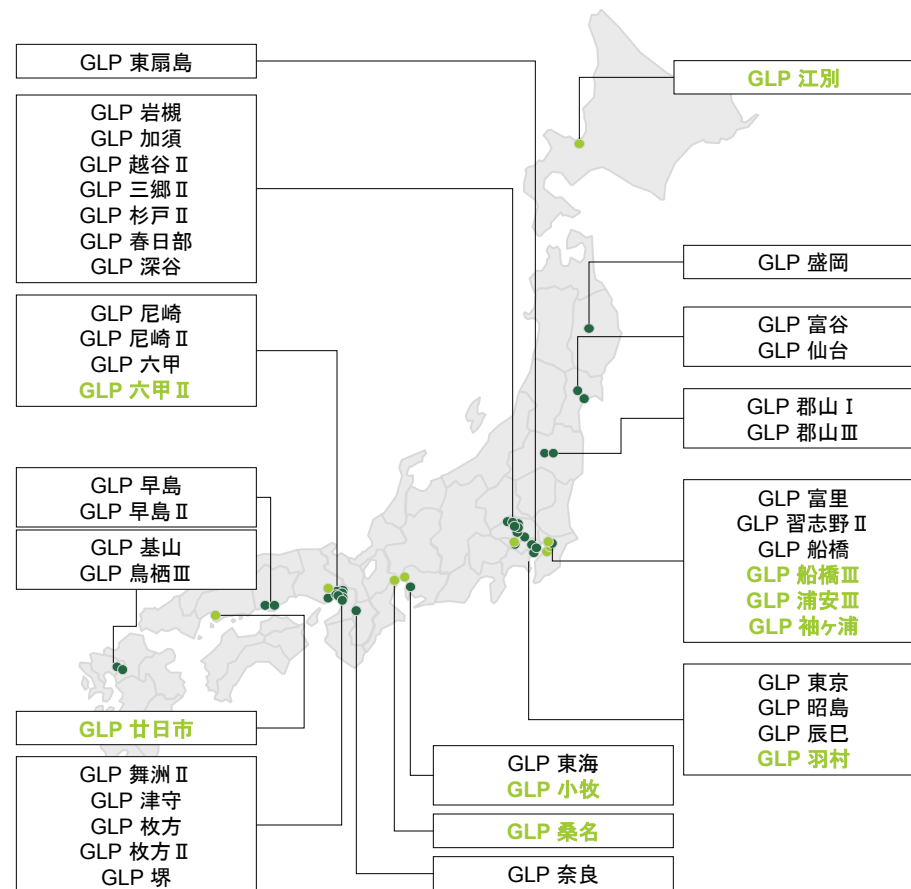 GLP 東扇島
GLP 岩槻
GLP 加須
GLP 越谷Ⅱ
GLP 三郷Ⅱ
GLP 杉戸Ⅱ
GLP 春日部
GLP 深谷
GLP 尼崎
GLP 尼崎Ⅱ
GLP 六甲
GLP 六甲Ⅱ
GLP 早島
GLP 早島Ⅱ
GLP 基山
GLP 鳥栖Ⅲ
GLP 廿日市
GLP 舞洲Ⅱ
GLP 津守
GLP 枚方
GLP 枚方Ⅱ
GLP 堺
GLP 江別
GLP 盛岡
GLP 富谷
GLP 仙台
GLP 郡山Ⅰ
GLP 郡山Ⅲ
GLP 富里
GLP 習志野Ⅱ
GLP 船橋
GLP 船橋Ⅲ
GLP 浦安Ⅲ
GLP 袖ヶ浦
GLP 東京
GLP 昭島
GLP 辰巳
GLP 羽村
GLP 東海
GLP 小牧
GLP 桑名
GLP 奈良